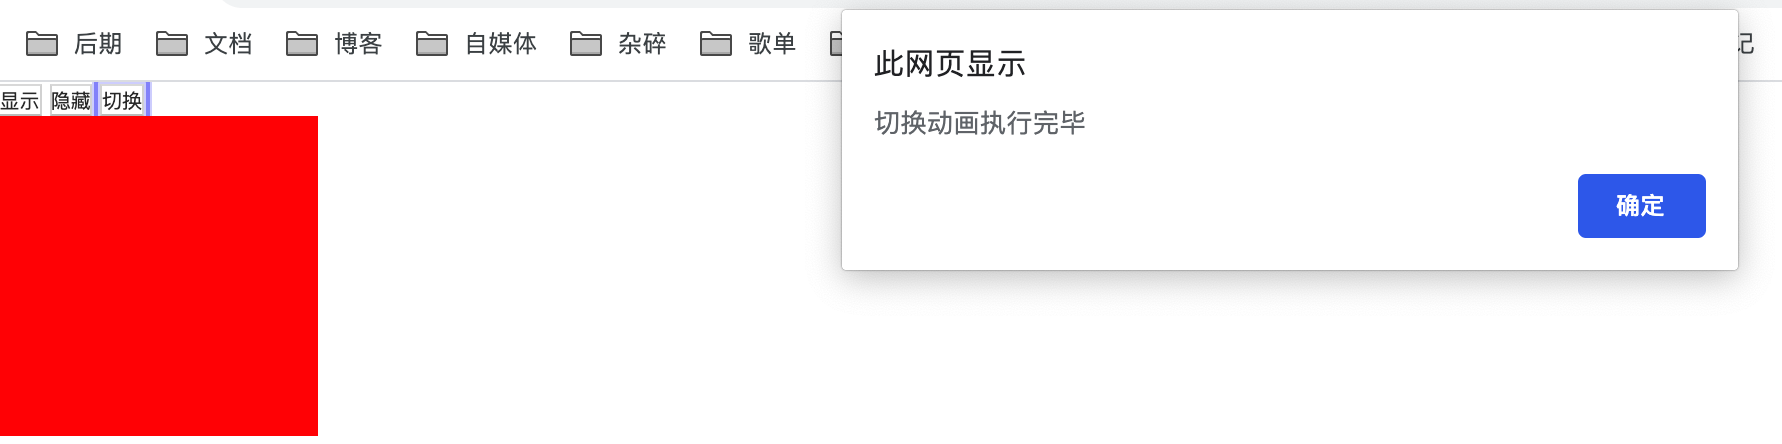 后期 文档 博客 自媒体 杂碎 歌单
此网页显示
切换动画执行完毕
确定
显示 隐藏 切换